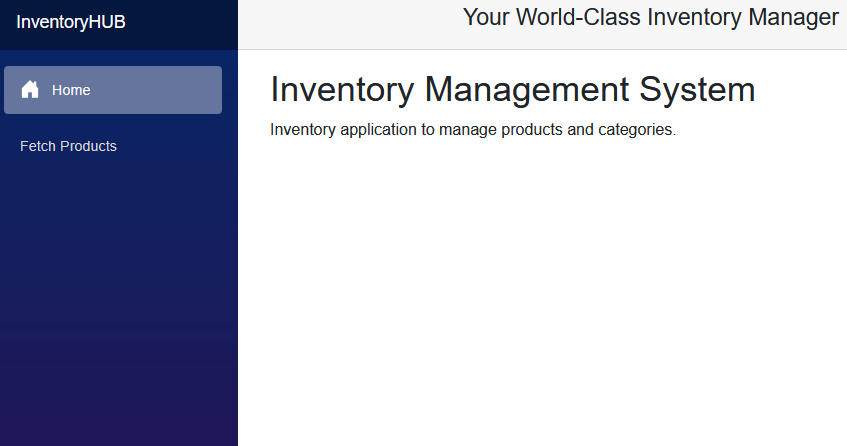 InventoryHUB
Your World-Class Inventory Manager
Home
Fetch Products
Inventory Management System
Inventory application to manage products and categories.